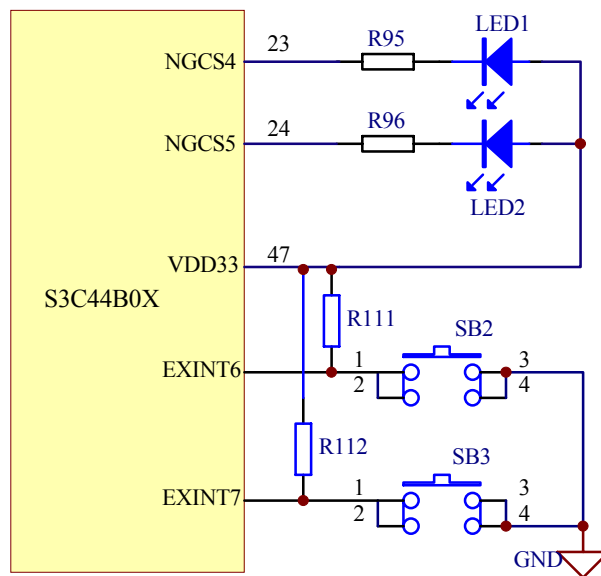 LED1
23
R95
NGCS4
24
R96
NGCS5
LED2
47
VDD33
S3C44B0X
R111
SB2
EXINT6
1
2
3
4
R112
SB3
EXINT7
1
2
3
4
GND